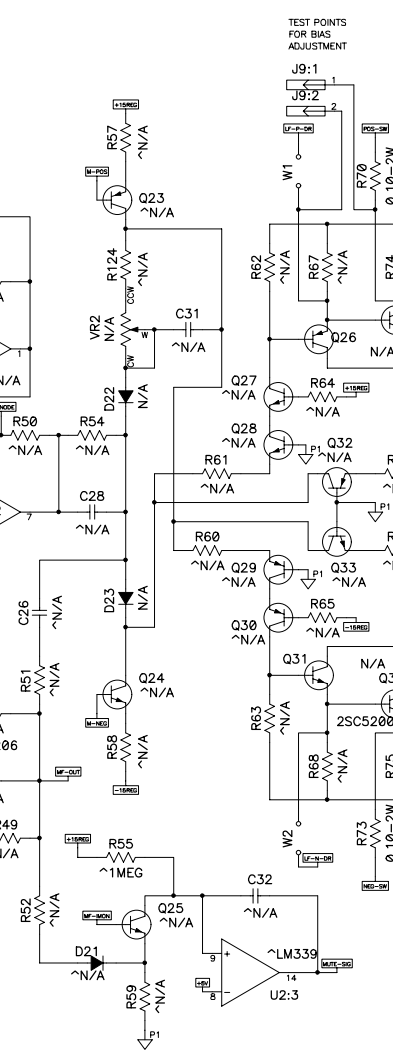 TEST POINTS
FOR BIAS
ADJUSTMENT
J9:1
1
J9:2
2
+15REG
LF-P-DR
POS-SW
R57
^N/A
W1
R70
0.10-2W
M-POS
Q23
^N/A
R124
^N/A
R62
^N/A
R67
^N/A
R74
CCW
VR2
N/A
W
CW
C31
^N/A
Q26
N/A
1
D22
N/A
Q27
^N/A
R64
^N/A
+15REG
R50
^N/A
R54
^N/A
Q28
^N/A
P1
Q32
^N/A
R61
^N/A
C28
^N/A
7
P1
R60
^N/A
Q33
^N/A
Q29
^N/A
P1
C26
^N/A
D23
N/A
Q30
^N/A
R65
^N/A
-15REG
R51
^N/A
Q24
^N/A
M-NEG
Q31
N/A
2SC5200
R63
^N/A
R58
^N/A
R68
^N/A
R75
MF-OUT
-15REG
W2
LF-N-DR
R73
0.10-2W
NEG-SW
+15REG
R55
^1MEG
R52
^N/A
MF-IMON
Q25
^N/A
C32
^N/A
D21
^N/A
R59
^N/A
9
+
^LM339
14
MUTE-SIG
+5V
8
-
U2:3
P1